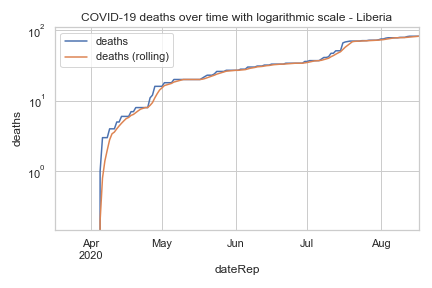 COVID-19 deaths over time with logarithmic scale - Liberia
deaths
deaths (rolling)
10²
10¹
10⁰
deaths
Apr
2020
May
Jun
Jul
Aug
dateRep